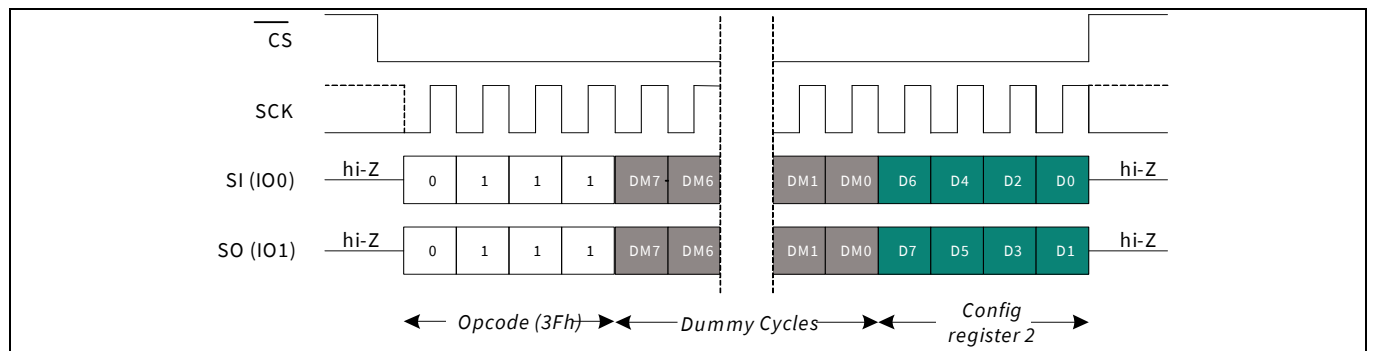 CS
SCK
SI (IO0) hi-Z 0 1 1 1 DM7 DM6 DM1 DM0 D6 D4 D2 D0 hi-Z
SO (IO1) hi-Z 0 1 1 1 DM7 DM6 DM1 DM0 D7 D5 D3 D1 hi-Z
Opcode (3Fh) Dummy Cycles Config
register 2